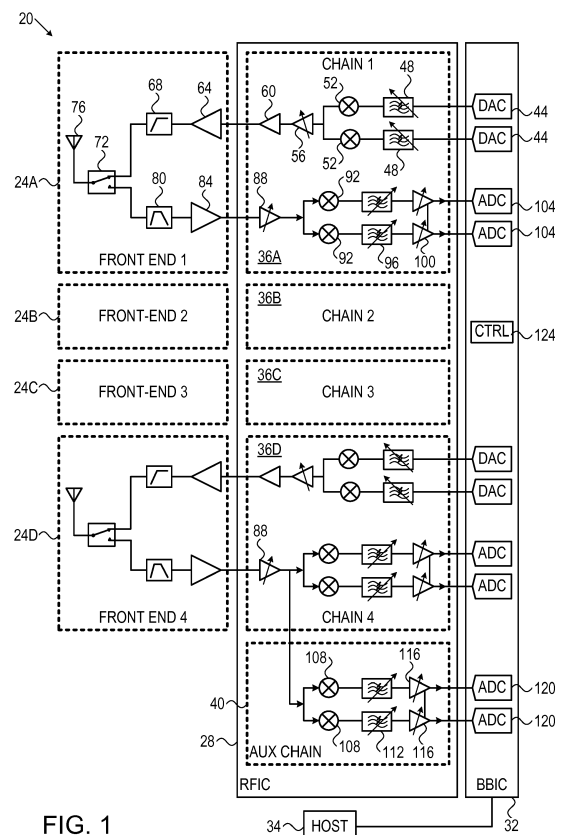 20
CHAIN 1
76
68
64
60
52
48
DAC
44
72
56
52
48
DAC
44
24A
80
84
88
92
ADC
104
ADC
104
FRONT END 1
36A
92
96
100
24B
FRONT-END 2
36B
CHAIN 2
CTRL
124
24C
FRONT-END 3
36C
CHAIN 3
36D
DAC
DAC
24D
88
ADC
ADC
FRONT END 4
CHAIN 4
108
116
ADC
120
40
ADC
120
28
AUX CHAIN
108
112
116
RFIC
BBIC
FIG. 1
34
HOST
32